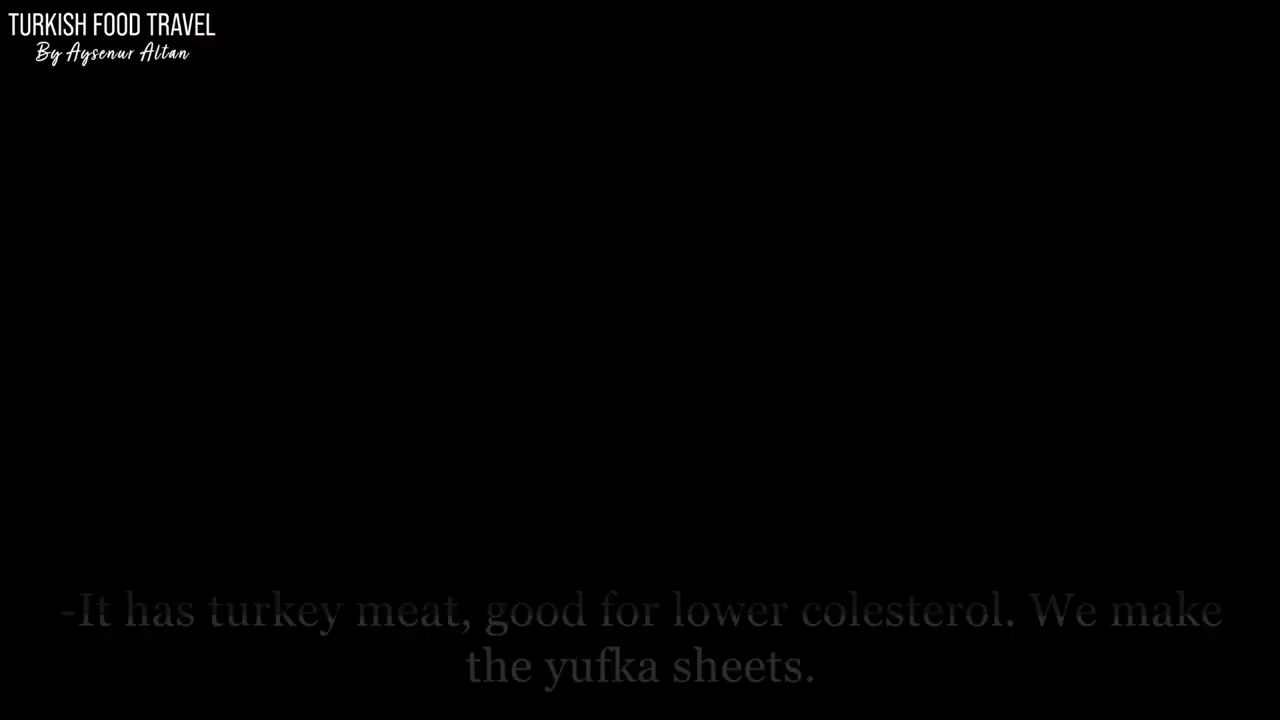 TURKISH FOOD TRAVEL
By Aysenur Altan
-It has turkey meat, good for lower colesterol. We make
the yufka sheets.